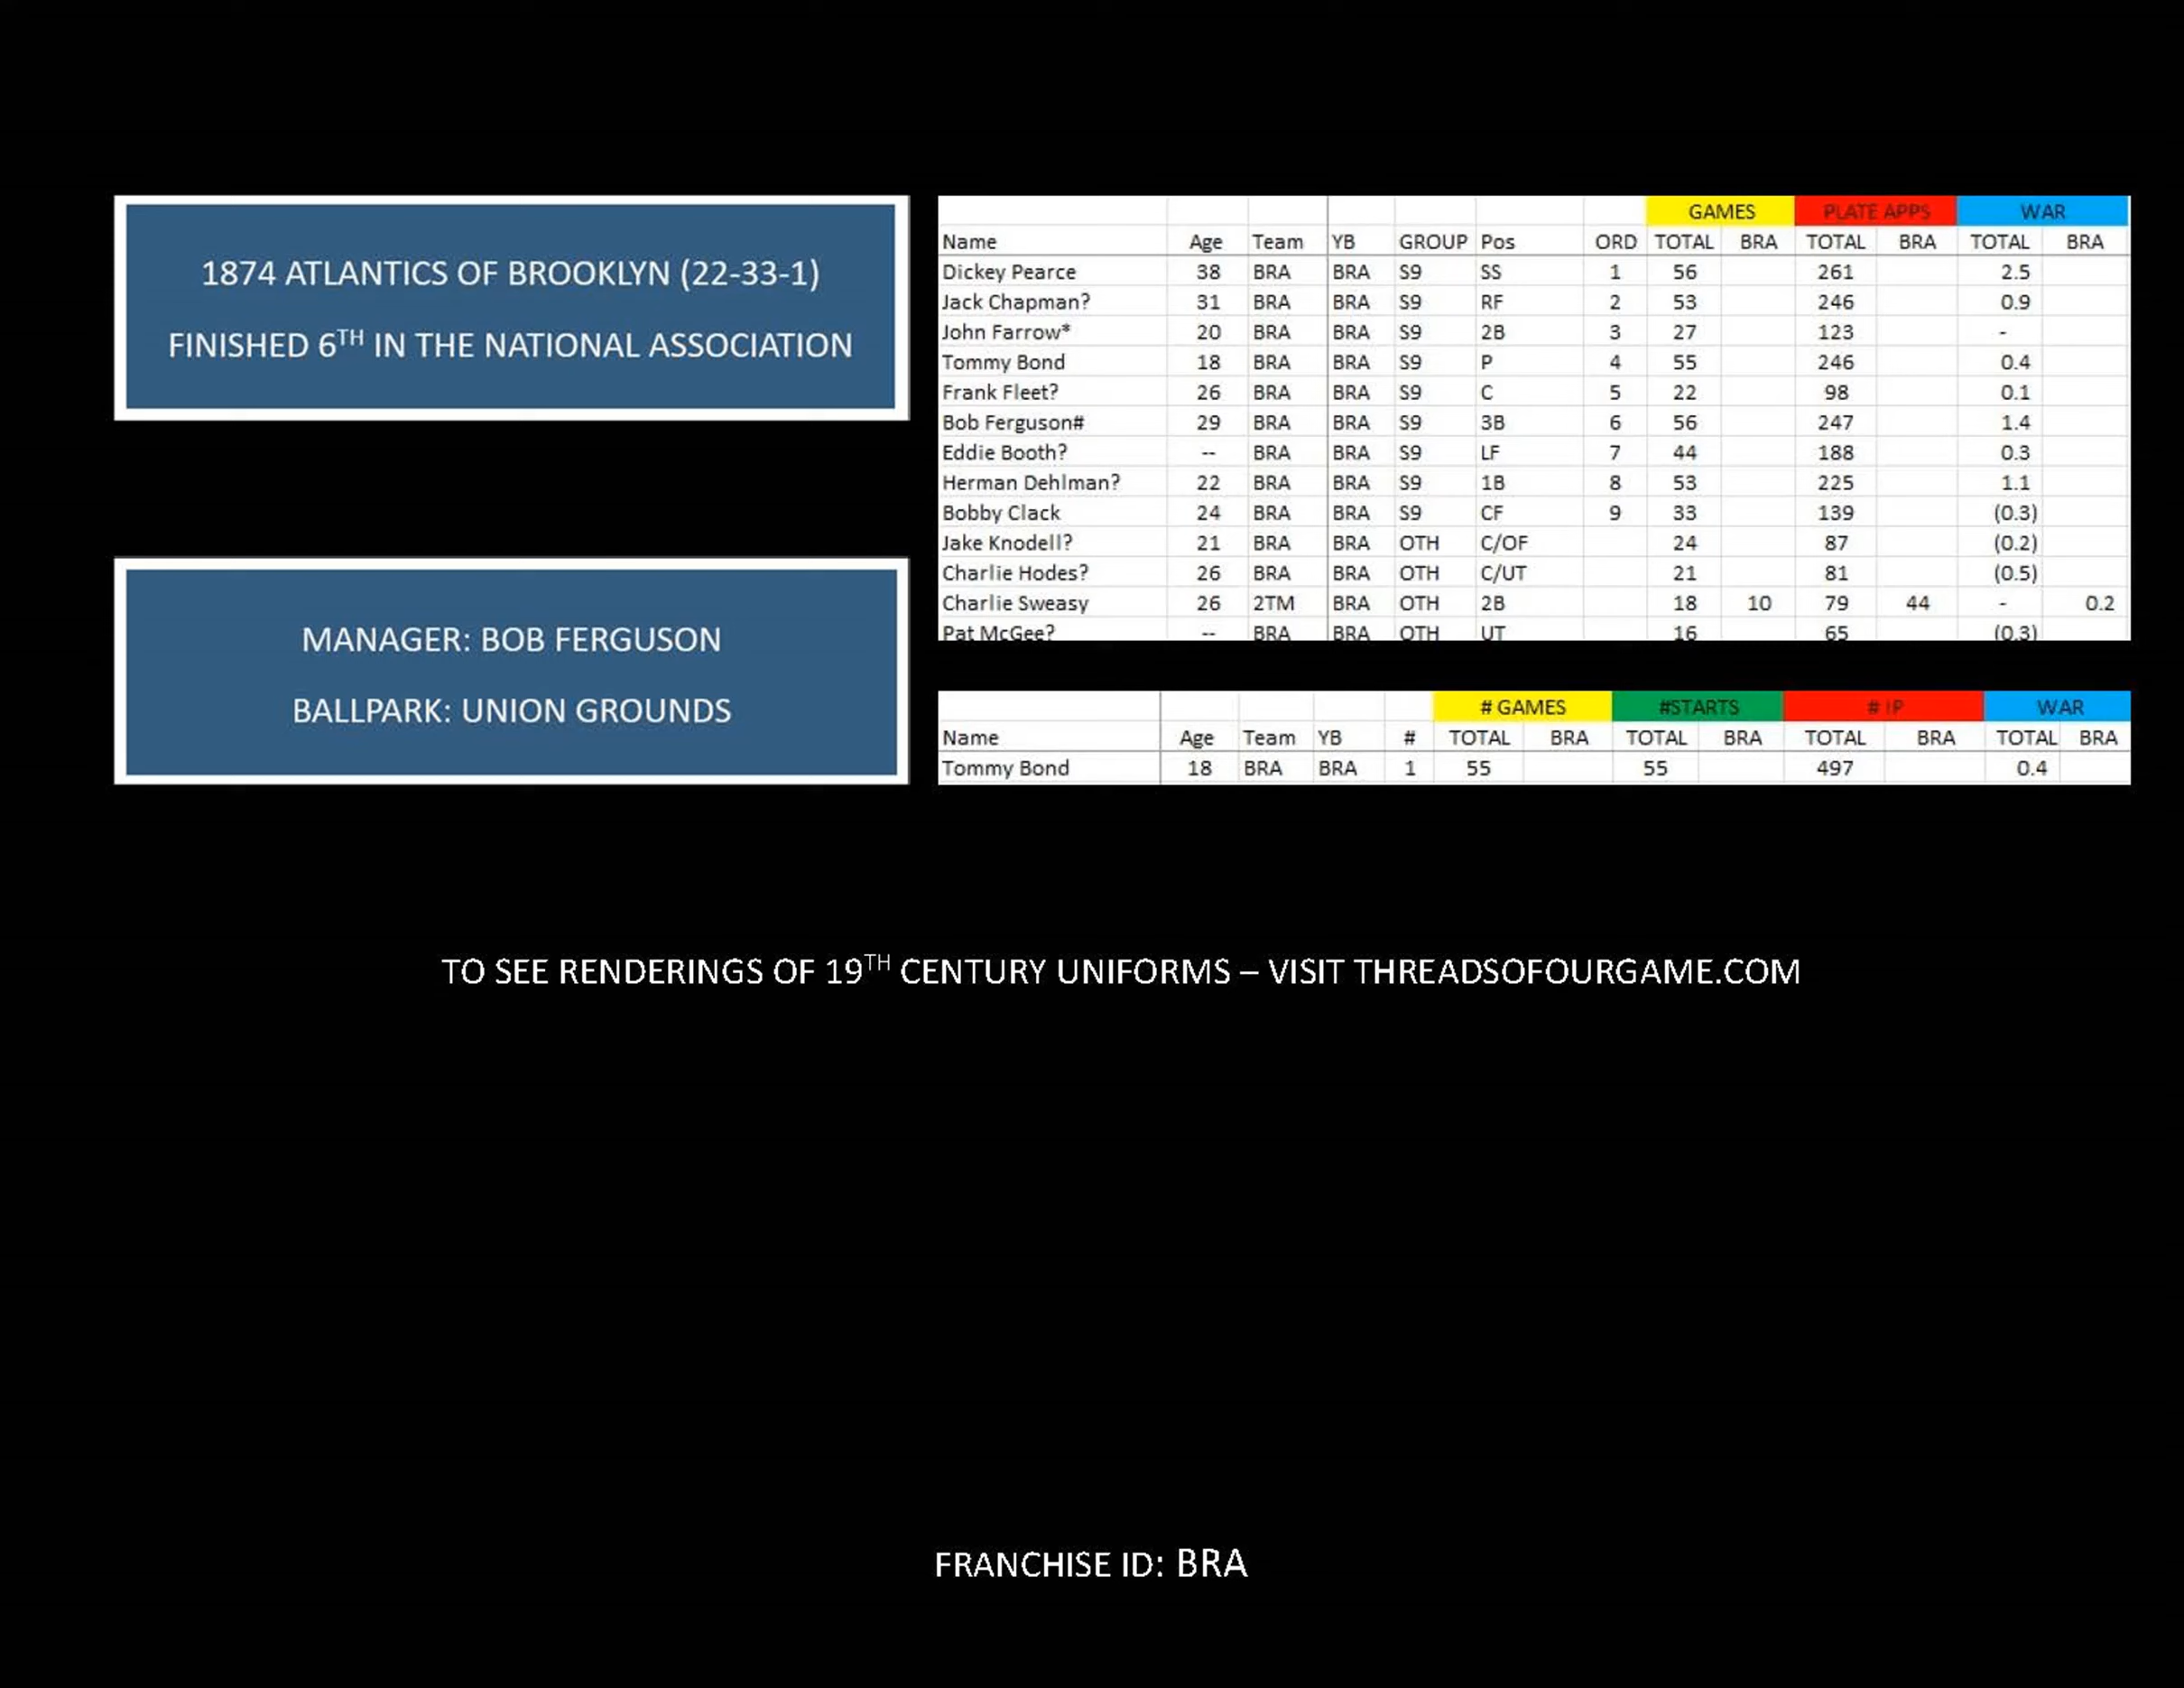 1874 ATLANTICS OF BROOKLYN (22-33-1)
FINISHED 6TH IN THE NATIONAL ASSOCIATION
MANAGER: BOB FERGUSON
BALLPARK: UNION GROUNDS
GAMES PLATE APPS WAR
Name Age Team YB GROUP Pos ORD TOTAL BRA TOTAL BRA TOTAL BRA
Dickey Pearce 38 BRA BRA S9 SS 1 56 261 2.5
Jack Chapman? 31 BRA BRA S9 RF 2 53 246 0.9
John Farrow* 20 BRA BRA S9 2B 3 27 123 -
Tommy Bond 18 BRA BRA S9 P 4 55 246 0.4
Frank Fleet? 26 BRA BRA S9 C 5 22 98 0.1
Bob Ferguson# 29 BRA BRA S9 3B 6 56 247 1.4
Eddie Booth? -- BRA BRA S9 LF 7 44 188 0.3
Herman Dehlman? 22 BRA BRA S9 1B 8 53 225 1.1
Bobby Clack 24 BRA BRA S9 CF 9 33 139 (0.3)
Jake Knodell? 21 BRA BRA OTH C/OF 24 87 (0.2)
Charlie Hodes? 26 BRA BRA OTH C/UT 21 81 (0.5)
Charlie Sweasy 26 2TM BRA OTH 2B 18 10 79 44 - 0.2
Pat McGee? -- BRA BRA OTH UT 16 65 (0.3)
# GAMES #STARTS # IP WAR
Name Age Team YB # TOTAL BRA TOTAL BRA TOTAL BRA TOTAL BRA
Tommy Bond 18 BRA BRA 1 55 55 497 0.4
TO SEE RENDERINGS OF 19TH CENTURY UNIFORMS – VISIT THREADSOFOURGAME.COM
FRANCHISE ID: BRA